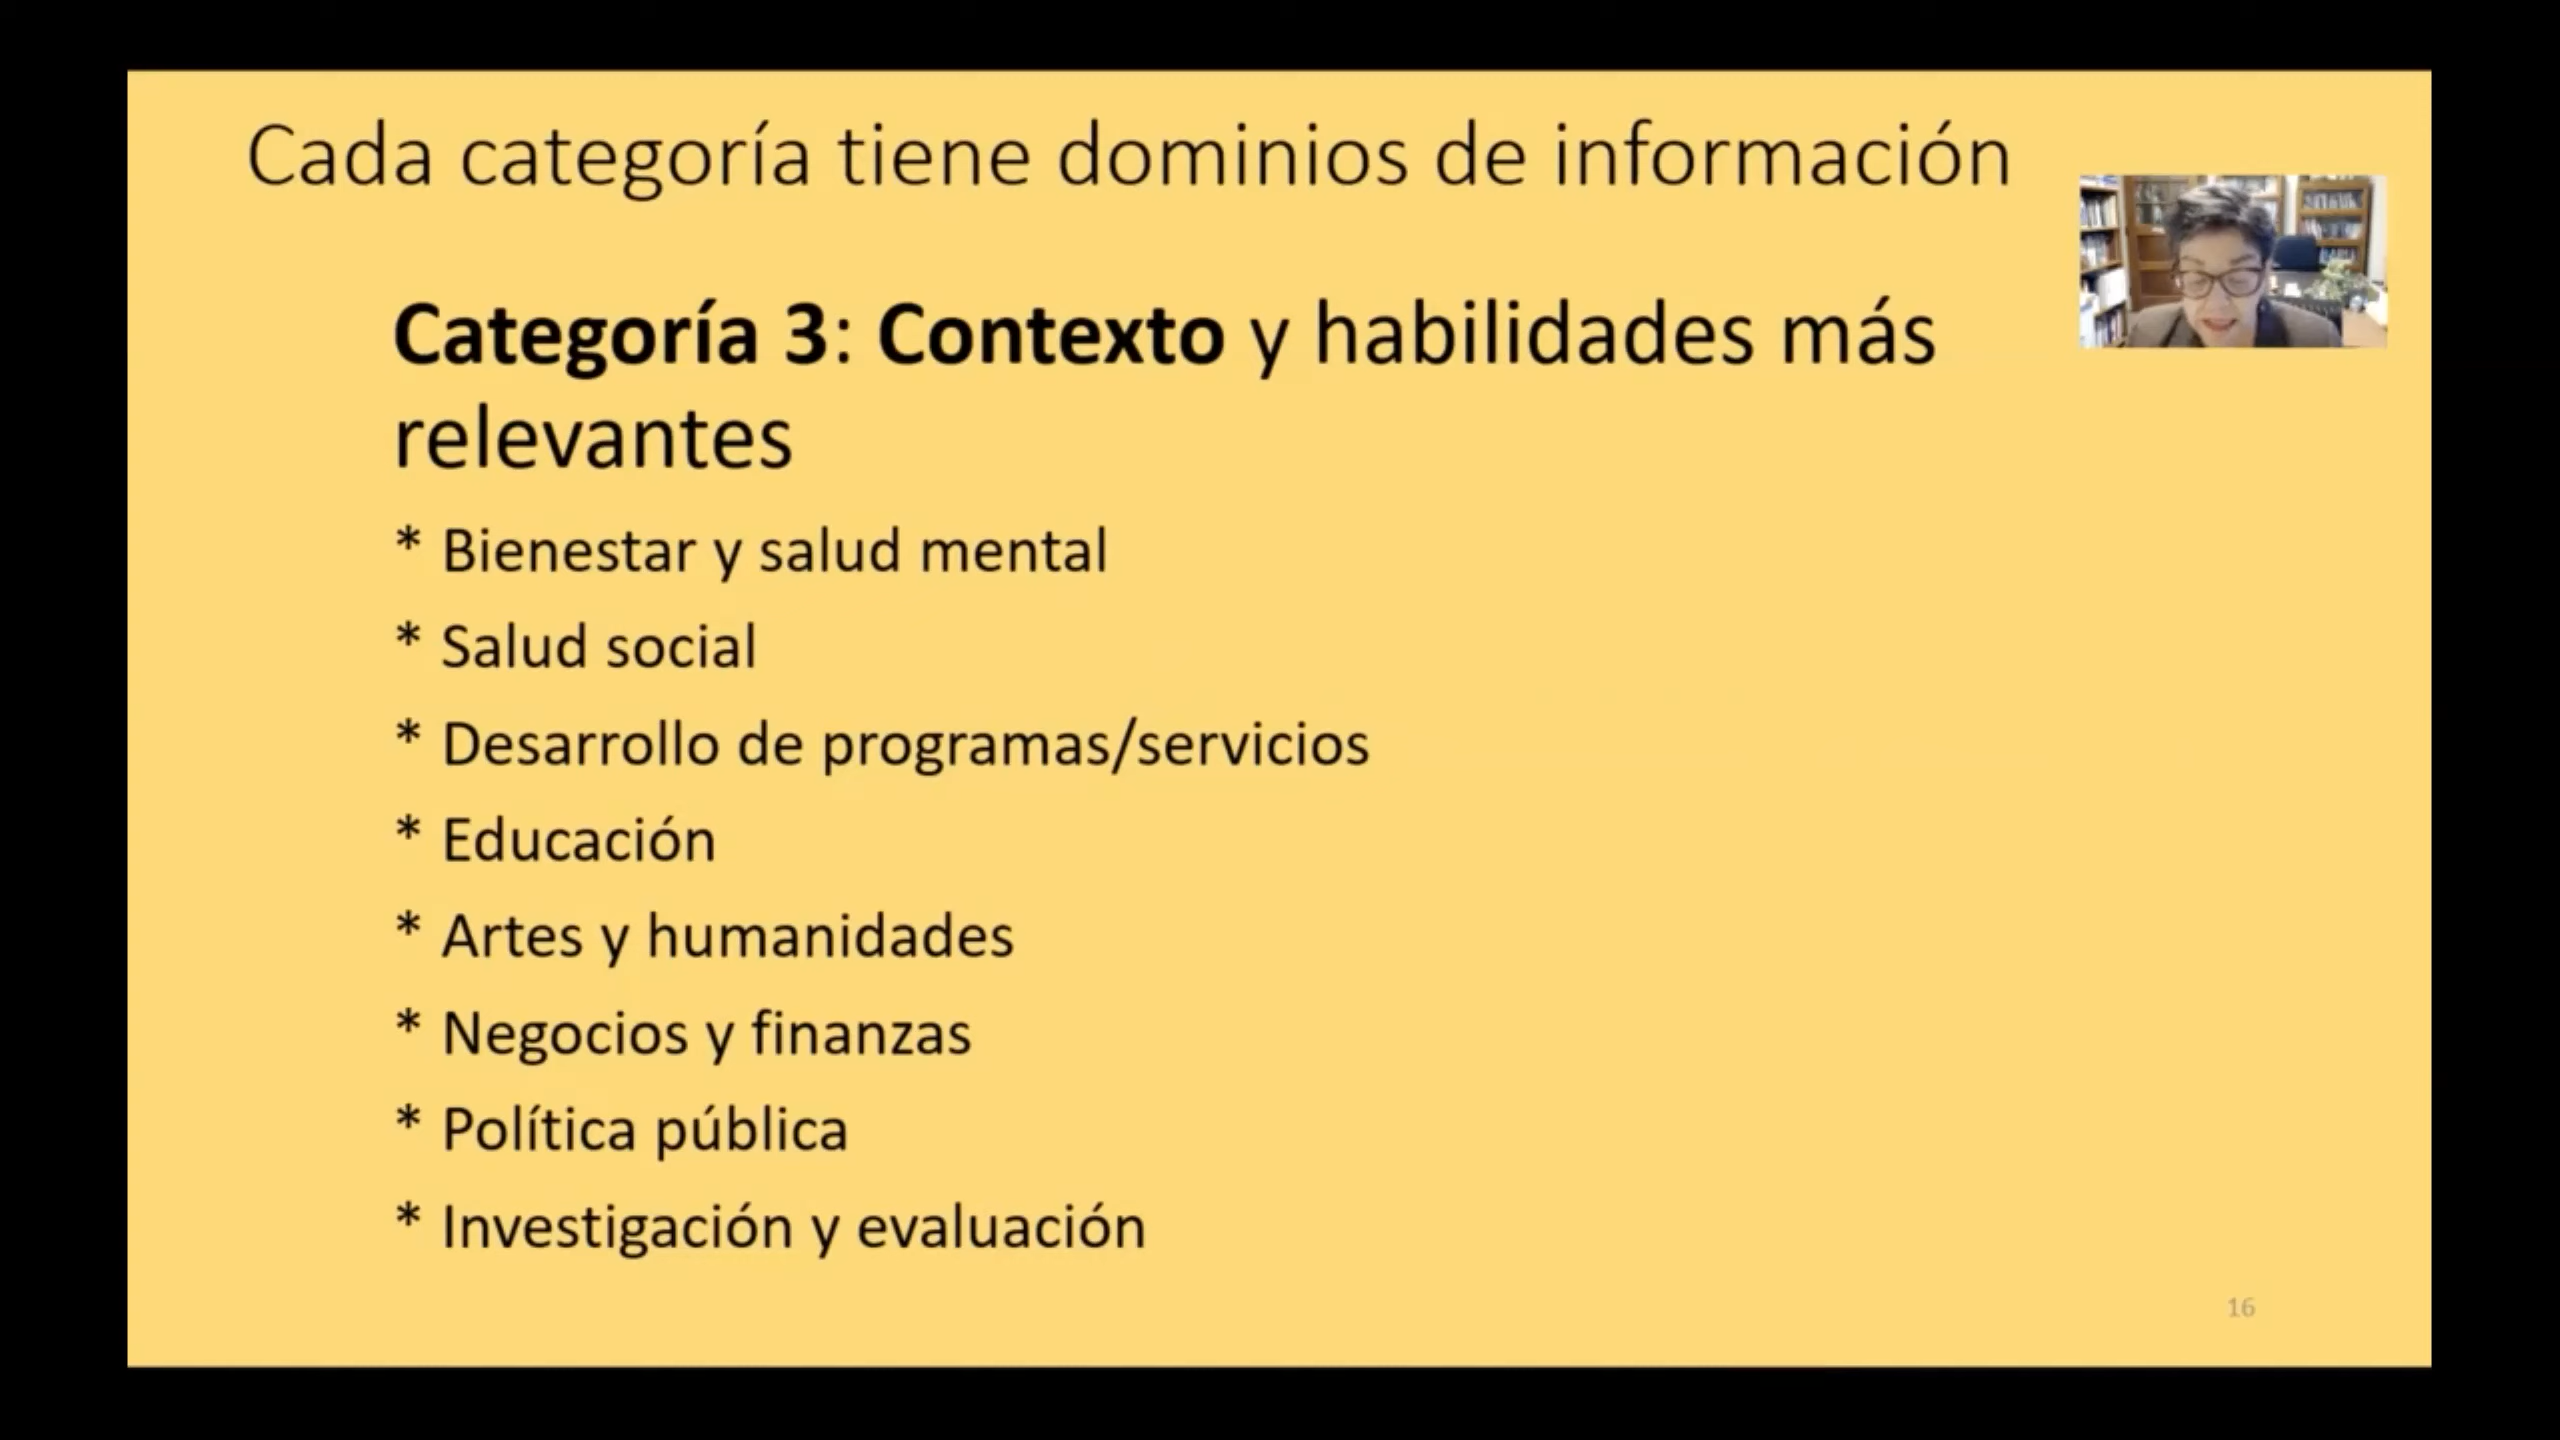 Cada categoría tiene dominios de información
Categoría 3: Contexto y habilidades más
relevantes
* Bienestar y salud mental
* Salud social
* Desarrollo de programas/servicios
* Educación
* Artes y humanidades
* Negocios y finanzas
* Política pública
* Investigación y evaluación
16